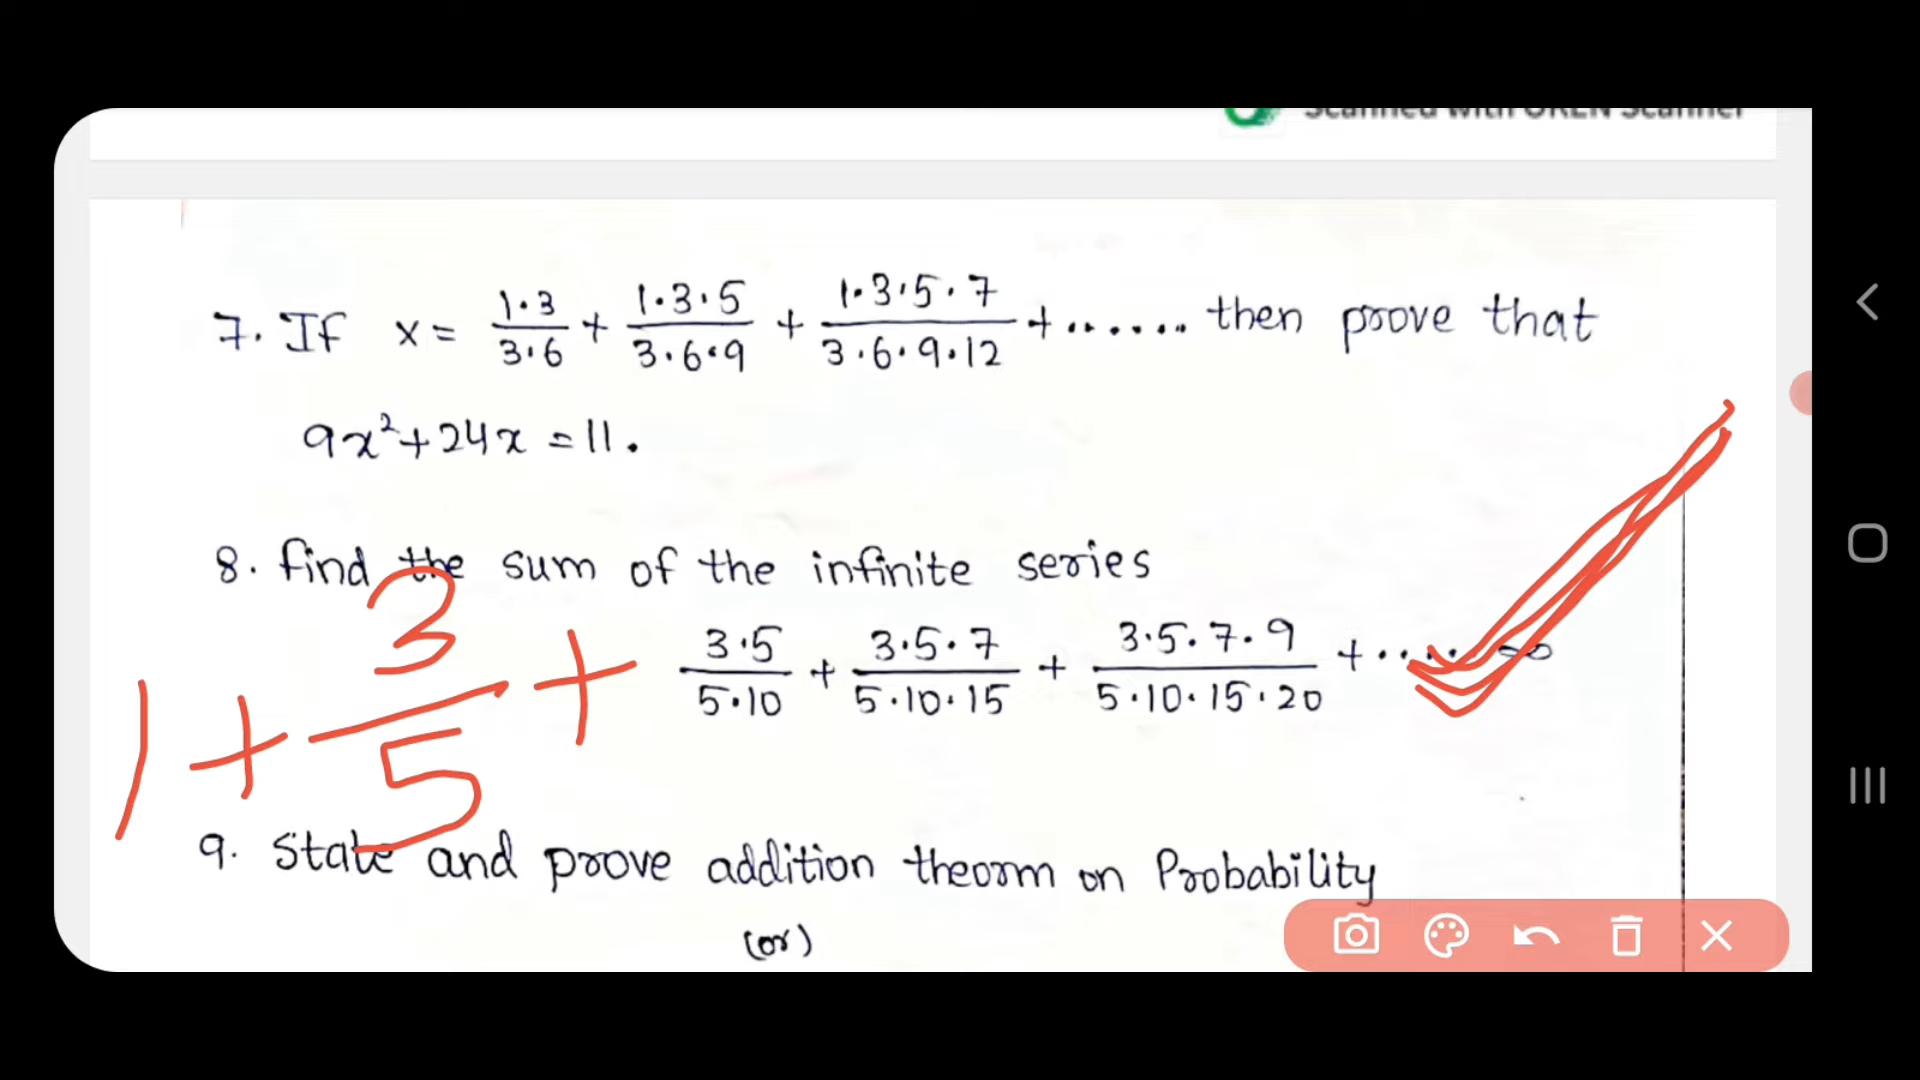 Scanned with OKEN Scanner
7. If x = 1·3/3·6 + 1·3·5/3·6·9 + 1·3·5·7/3·6·9·12 + ...... then prove that
9x²+24x = 11.
8. find the sum of the infinite series
1 + 3/5 + 3·5/5·10 + 3·5·7/5·10·15 + 3·5·7·9/5·10·15·20 + ..... ∞
9. State and prove addition theorm on Probability
(or)